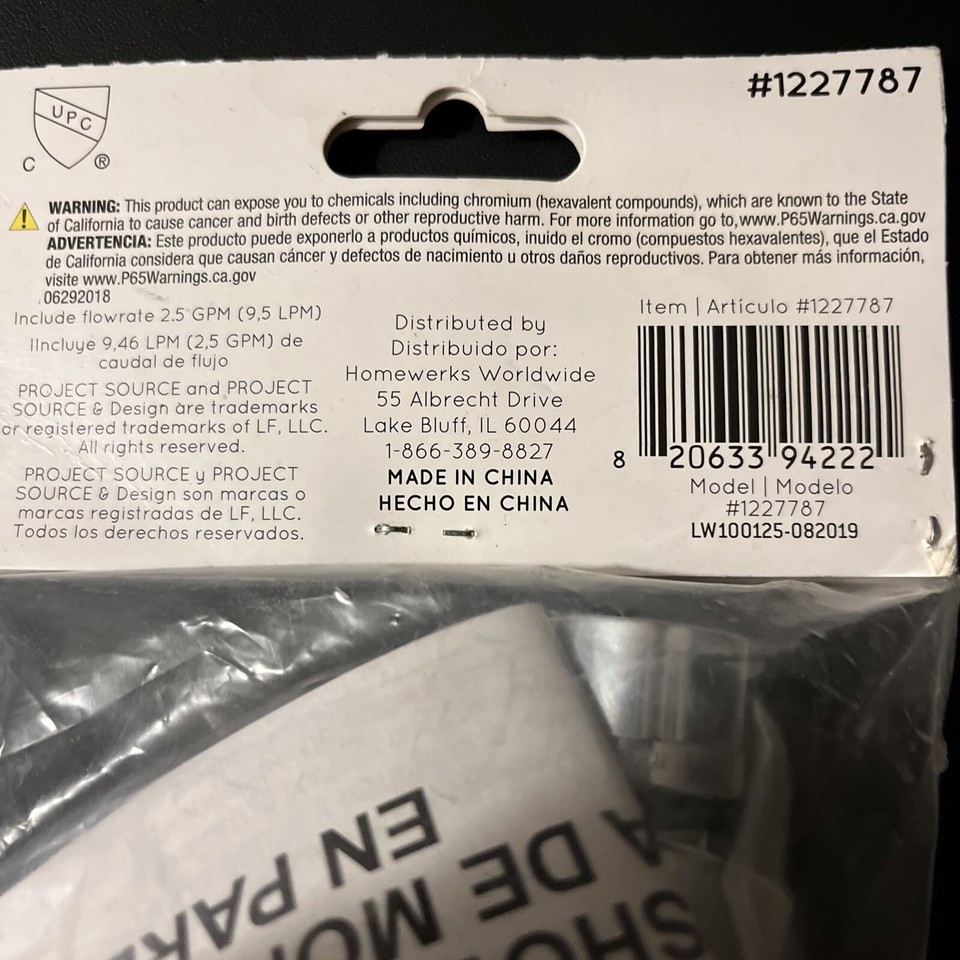 #1227787
UPC
C ®
WARNING: This product can expose you to chemicals including chromium (hexavalent compounds), which are known to the State
of California to cause cancer and birth defects or other reproductive harm. For more information go to,www.P65Warnings.ca.gov
ADVERTENCIA: Este producto puede exponerlo a productos químicos, inuido el cromo (compuestos hexavalentes), que el Estado
de California considera que causan cáncer y defectos de nacimiento u otros daños reproductivos. Para obtener más información,
visite www.P65Warnings.ca.gov
06292018
Include flowrate 2.5 GPM (9,5 LPM)
IIncluye 9,46 LPM (2,5 GPM) de
caudal de flujo
PROJECT SOURCE and PROJECT
SOURCE & Design are trademarks
or registered trademarks of LF, LLC.
All rights reserved.
PROJECT SOURCE y PROJECT
SOURCE & Design son marcas o
marcas registradas de LF, LLC.
Todos los derechos reservados.
Distributed by
Distribuido por:
Homewerks Worldwide
55 Albrecht Drive
Lake Bluff, IL 60044
1-866-389-8827
MADE IN CHINA
HECHO EN CHINA
Item | Artículo #1227787
8 20633 94222
Model | Modelo
#1227787
LW100125-082019
EN
A DE